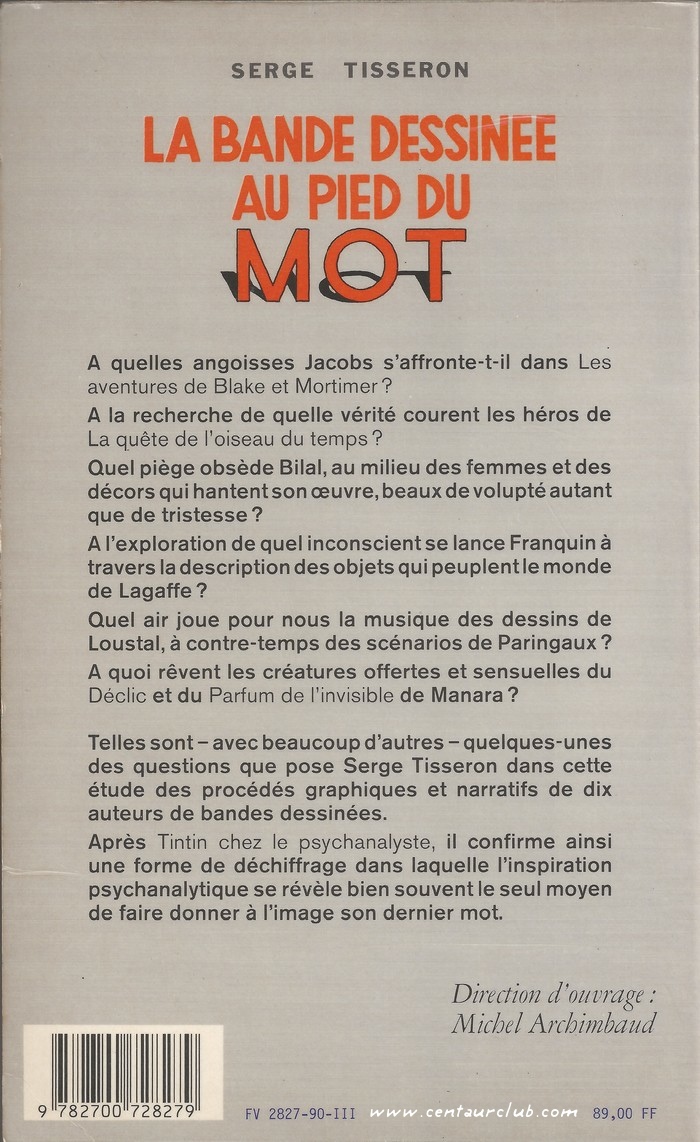 SERGE TISSERON
LA BANDE DESSINEE
AU PIED DU
MOT
A quelles angoisses Jacobs s'affronte-t-il dans Les
aventures de Blake et Mortimer ?
A la recherche de quelle vérité courent les héros de
La quête de l'oiseau du temps ?
Quel piège obsède Bilal, au milieu des femmes et des
décors qui hantent son œuvre, beaux de volupté autant
que de tristesse ?
A l'exploration de quel inconscient se lance Franquin à
travers la description des objets qui peuplent le monde
de Lagaffe ?
Quel air joue pour nous la musique des dessins de
Loustal, à contre-temps des scénarios de Paringaux ?
A quoi rêvent les créatures offertes et sensuelles du
Déclic et du Parfum de l'invisible de Manara ?
Telles sont – avec beaucoup d'autres – quelques-unes
des questions que pose Serge Tisseron dans cette
étude des procédés graphiques et narratifs de dix
auteurs de bandes dessinées.
Après Tintin chez le psychanalyste, il confirme ainsi
une forme de déchiffrage dans laquelle l'inspiration
psychanalytique se révèle bien souvent le seul moyen
de faire donner à l'image son dernier mot.
Direction d'ouvrage :
Michel Archimbaud
9 782700 728279
FV 2827-90-III www.centaurclub.com 89,00 FF